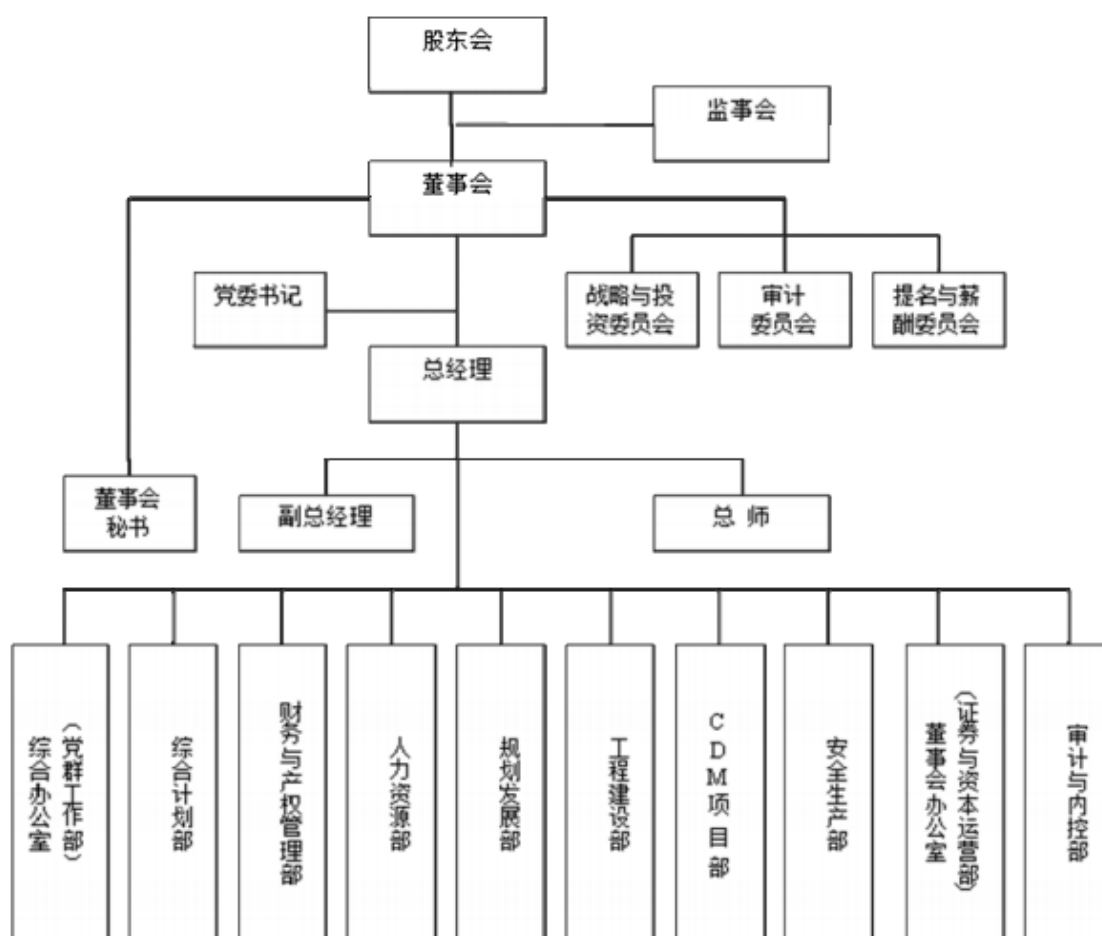 股东会
监事会
董事会
党委书记
战略与投
资委员会
审计
委员会
提名与薪
酬委员会
总经理
董事会
秘书
副总经理
总 师
(党群工作部)
综合办公室
综合计划部
财务与产权管理部
人力资源部
规划发展部
工程建设部
CDM项目部
安全生产部
(证券与资本运营部)
董事会办公室
审计与内控部